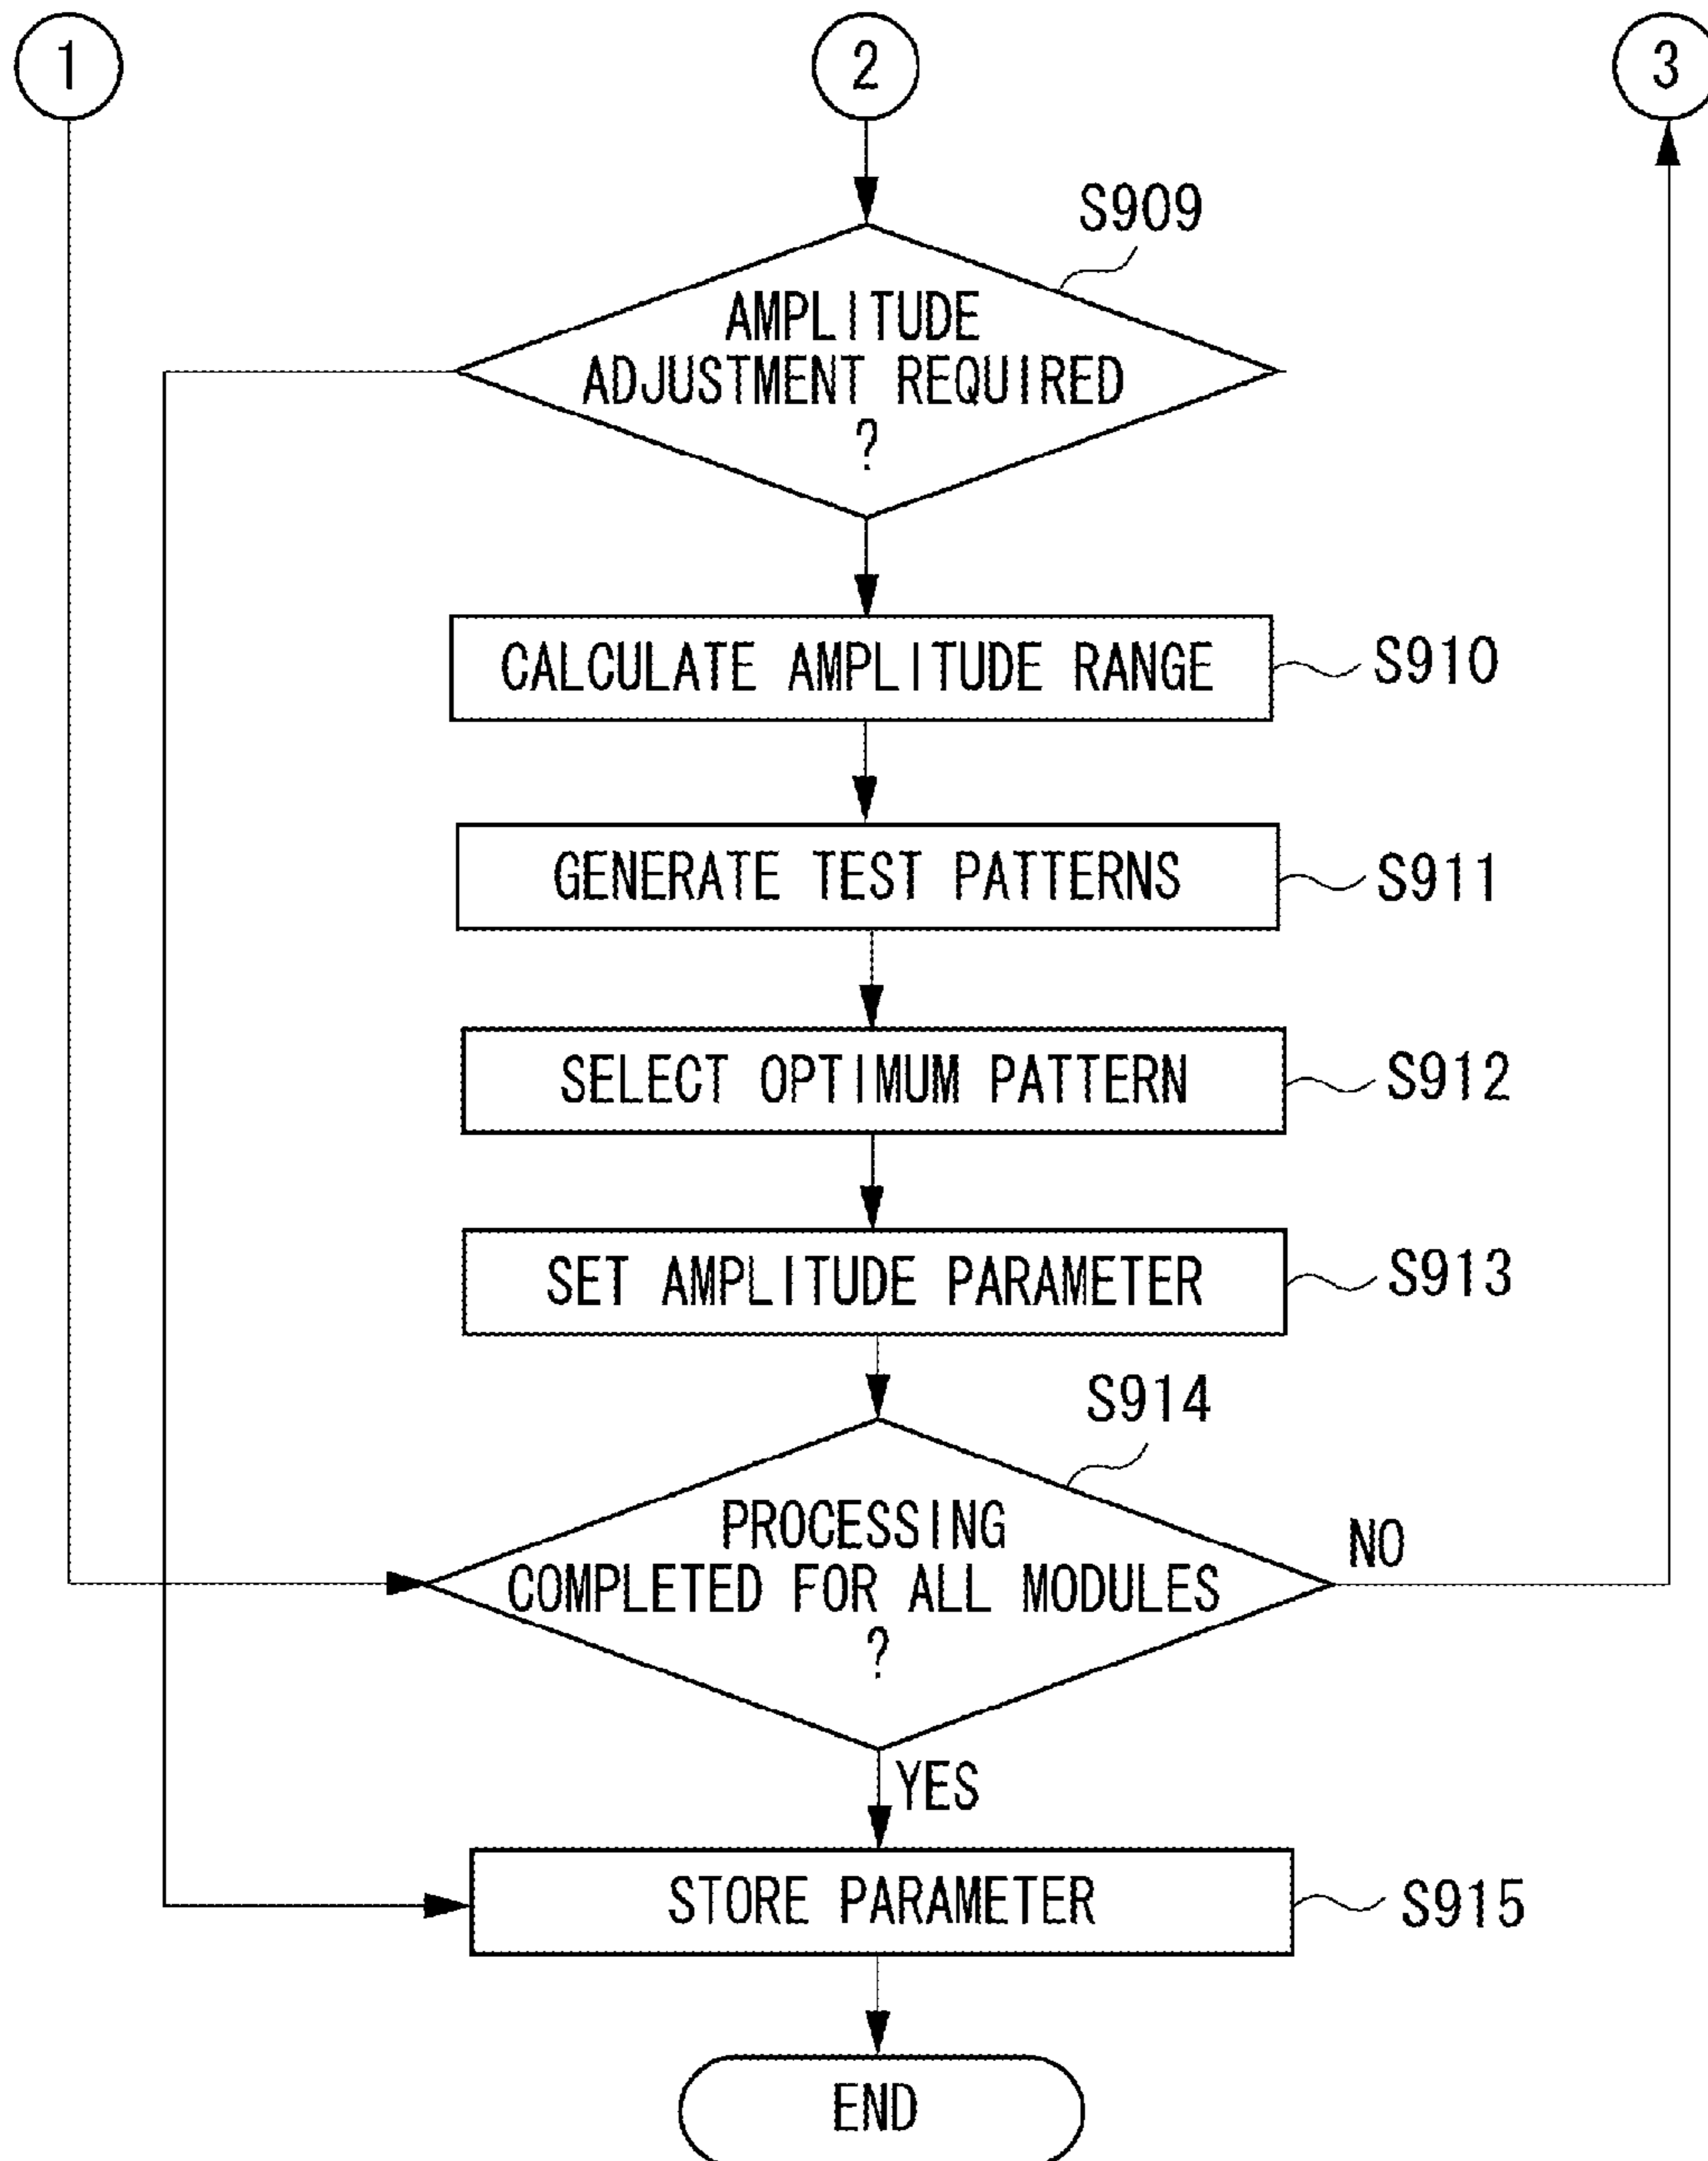 1
2
3
S909
AMPLITUDE
ADJUSTMENT REQUIRED
?
CALCULATE AMPLITUDE RANGE
S910
GENERATE TEST PATTERNS
S911
SELECT OPTIMUM PATTERN
S912
SET AMPLITUDE PARAMETER
S913
S914
PROCESSING
COMPLETED FOR ALL MODULES
?
NO
YES
STORE PARAMETER
S915
END